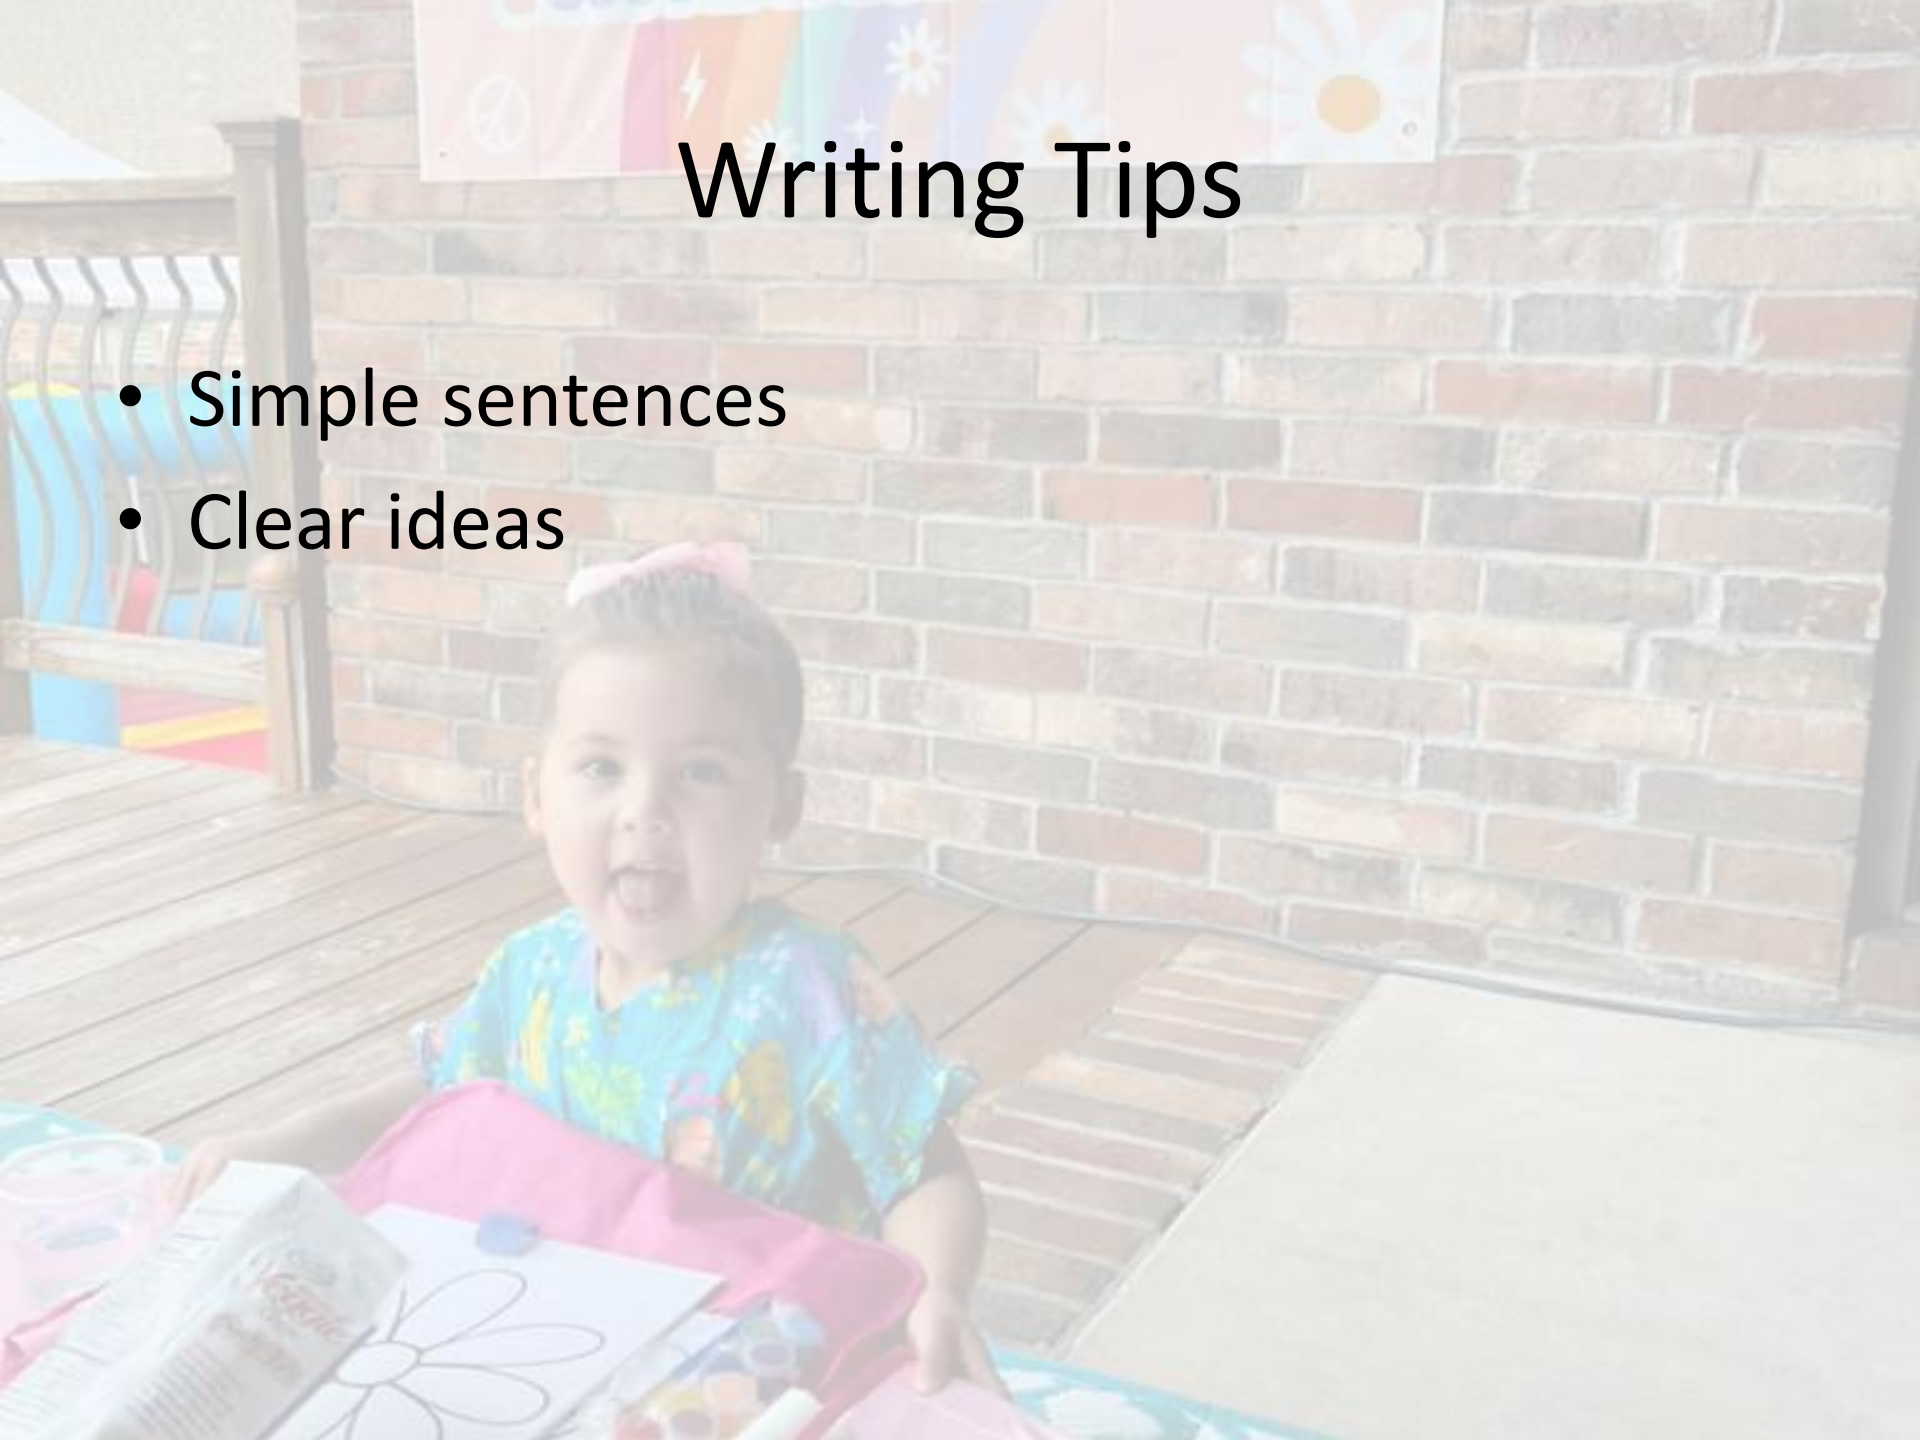 Writing Tips
• Simple sentences
• Clear ideas